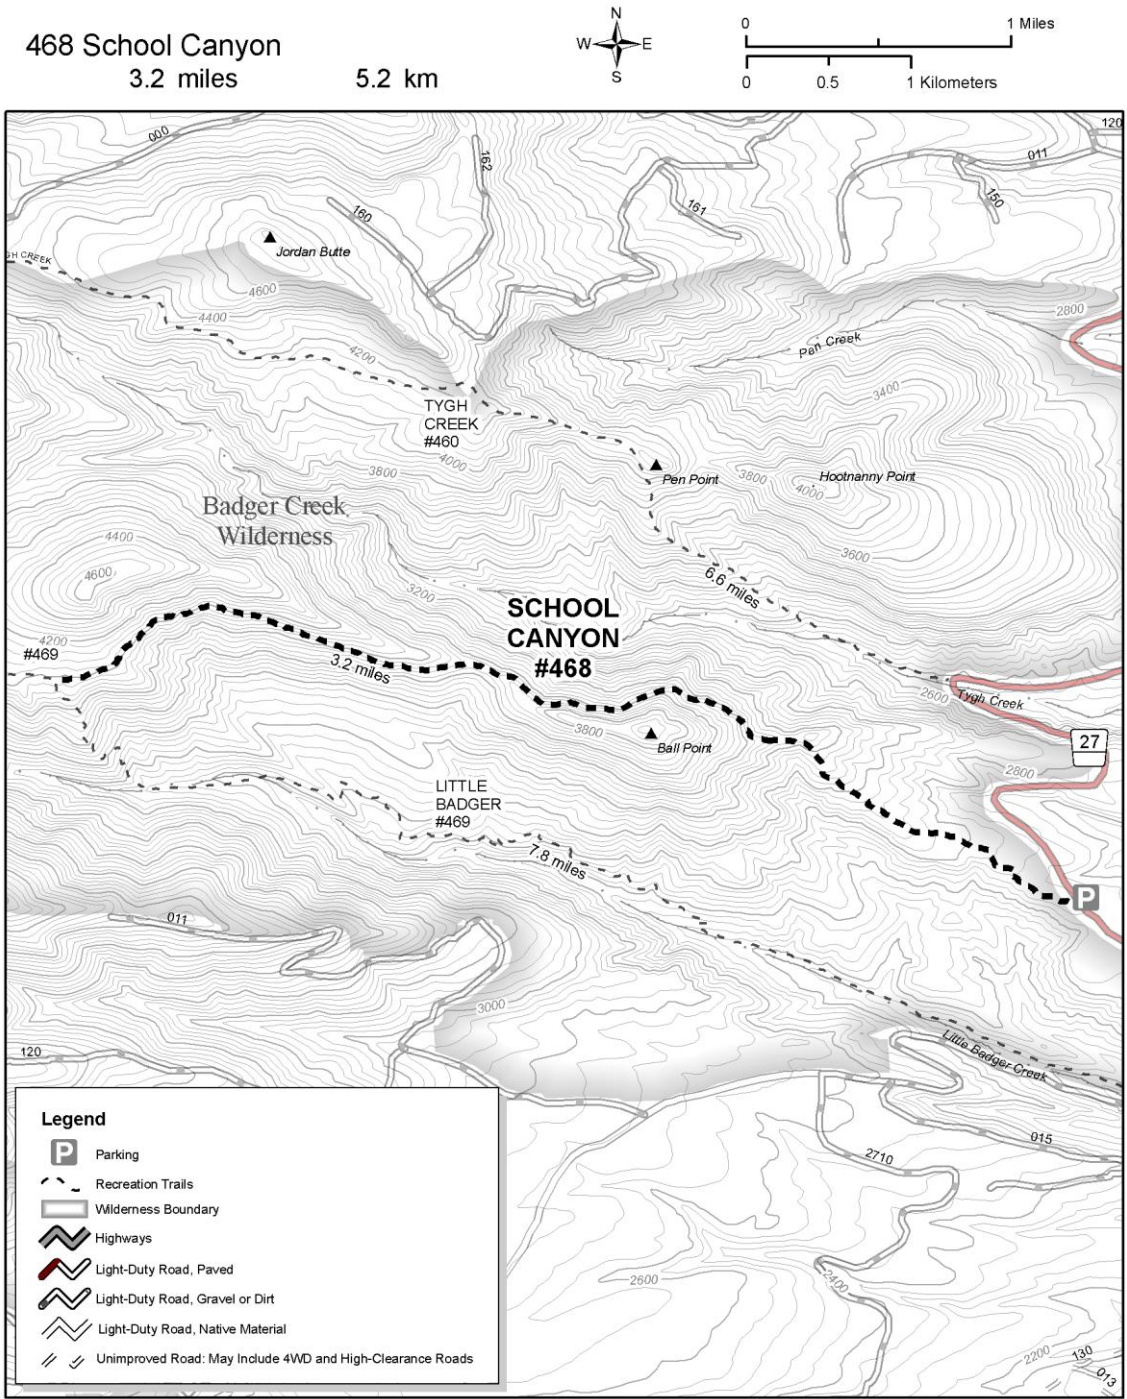 468 School Canyon
3.2 miles 5.2 km
N
W E
S
0 1 Miles
0 0.5 1 Kilometers
000
162
120
011
150
160
161
Jordan Butte
GH CREEK
4600
2800
4400
Pen Creek
4200
3400
TYGH
CREEK
#460
4000
3800
Pen Point
3800
4000
Hootnanny Point
Badger Creek
Wilderness
4400
3600
4600
3200
6.6 miles
SCHOOL
CANYON
#468
4200
#469
3.2 miles
2600
Tygh Creek
3800
Ball Point
27
2800
LITTLE
BADGER
#469
7.8 miles
P
011
3000
Little Badger Creek
120
015
2710
2600
2400
2200
130
013
Legend
P Parking
Recreation Trails
Wilderness Boundary
Highways
Light-Duty Road, Paved
Light-Duty Road, Gravel or Dirt
Light-Duty Road, Native Material
Unimproved Road: May Include 4WD and High-Clearance Roads